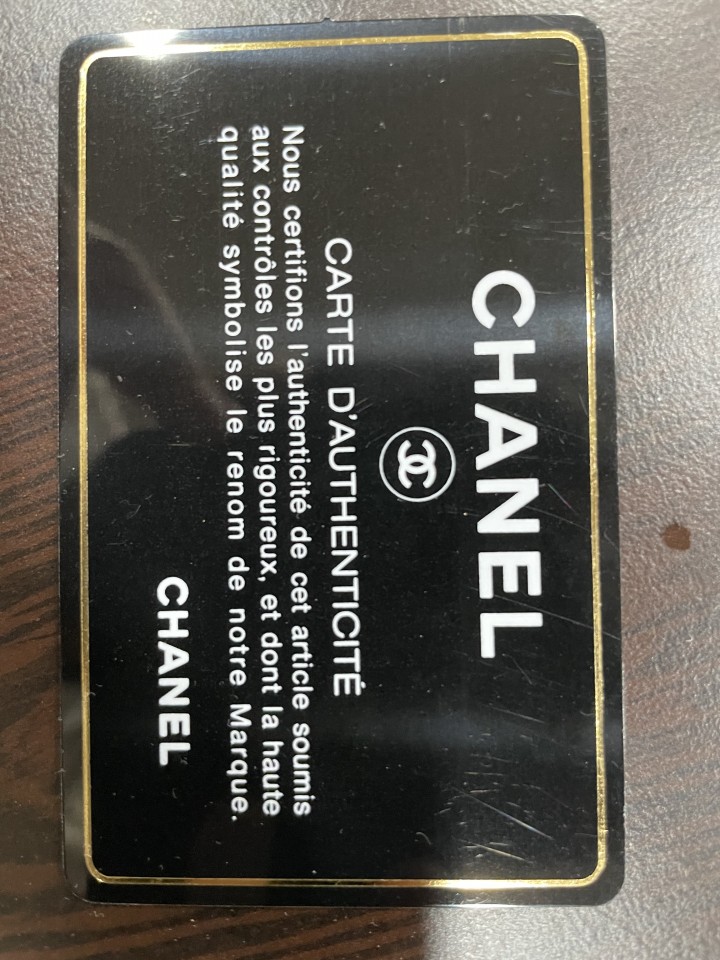 CHANEL
CARTE D'AUTHENTICITÉ
Nous certifions l'authenticité de cet article soumis
aux contrôles les plus rigoureux, et dont la haute
qualité symbolise le renom de notre Marque.
CHANEL